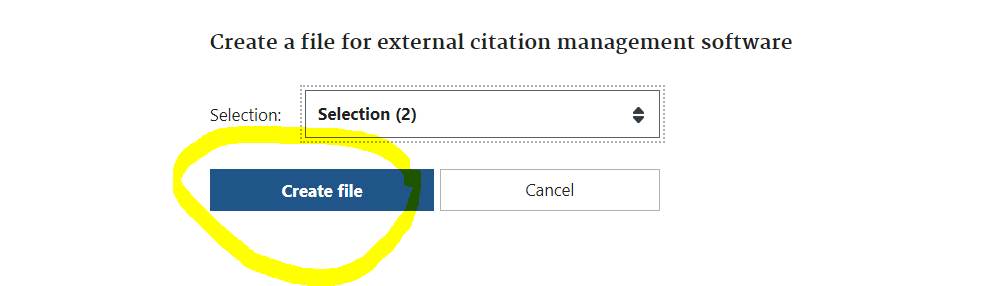 Create a file for external citation management software
Selection: Selection (2)
Create file Cancel